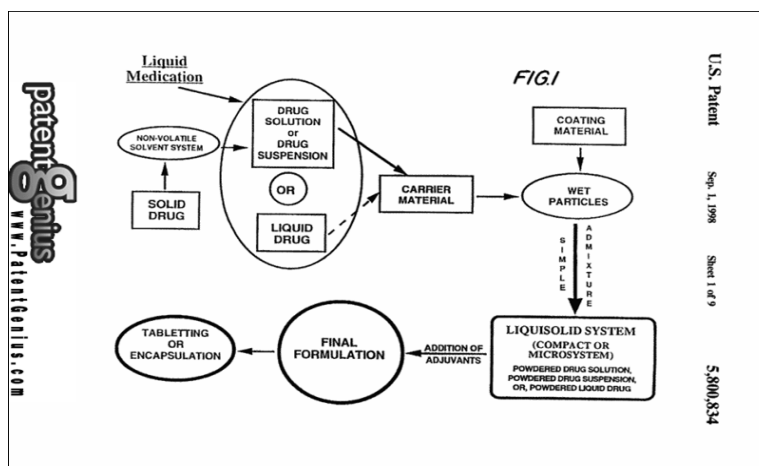 Liquid
Medication
FIG.1
DRUG
SOLUTION
or
DRUG
SUSPENSION
NON-VOLATILE
SOLVENT SYSTEM
OR
SOLID
DRUG
LIQUID
DRUG
CARRIER
MATERIAL
COATING
MATERIAL
WET
PARTICLES
SIMPLE
ADMIXTURE
LIQUISOLID SYSTEM
(COMPACT OR
MICROSYSTEM)
POWDERED DRUG SOLUTION,
POWDERED DRUG SUSPENSION,
OR, POWDERED LIQUID DRUG
ADDITION OF
ADJUVANTS
FINAL
FORMULATION
TABLETTING
OR
ENCAPSULATION
U.S. Patent
Sep. 1, 1998
Sheet 1 of 9
5,800,834
patentGenius
www.PatentGenius.com